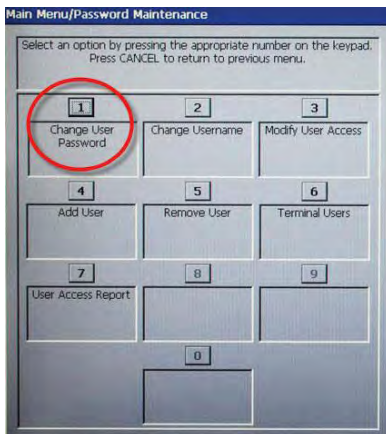 Main Menu/Password Maintenance
Select an option by pressing the appropriate number on the keypad.
Press CANCEL to return to previous menu.
1 2 3
Change User Password
Change Username
Modify User Access
4 5 6
Add User
Remove User
Terminal Users
7 8 9
User Access Report
0